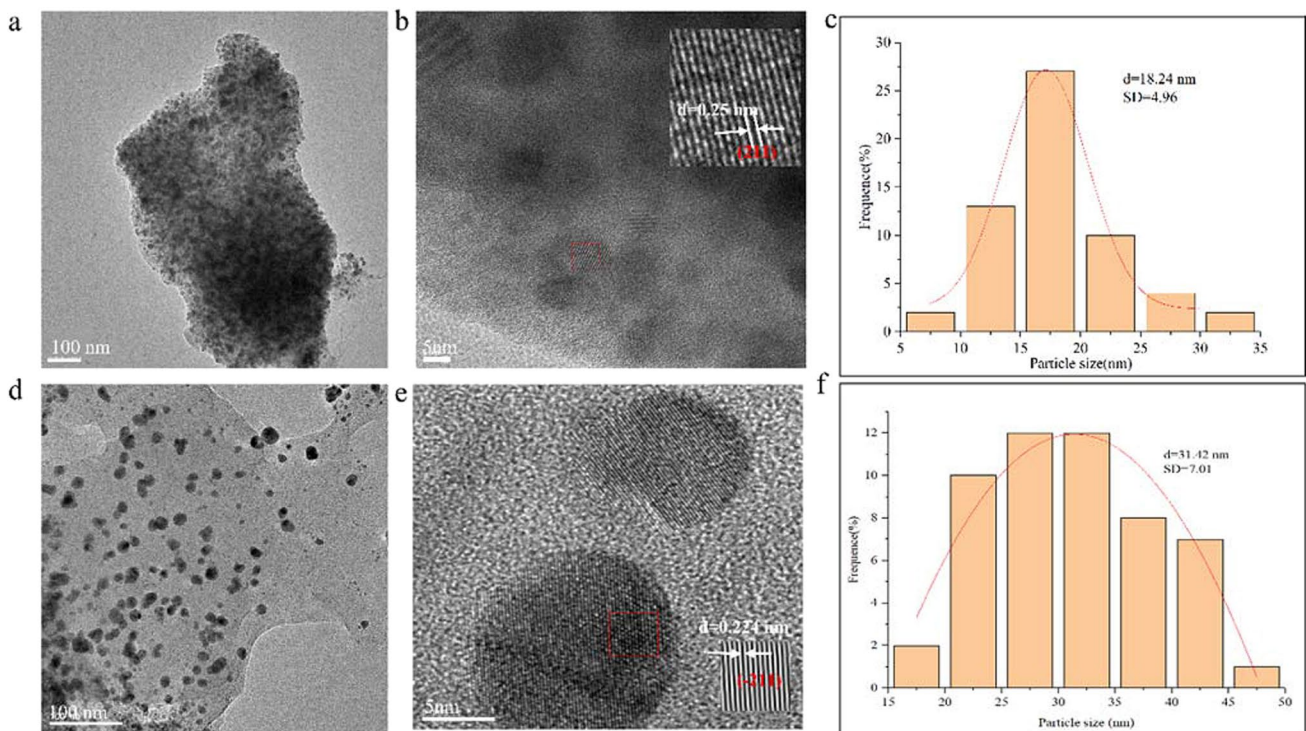 a
100 nm
b
d=0.25 nm
(211)
5nm
c
d=18.24 nm
SD=4.96
Frequence(%)
30
25
20
15
10
5
0
5 10 15 20 25 30 35
Particle size(nm)
d
100 nm
e
d=0.224 nm
(-211)
5nm
f
d=31.42 nm
SD=7.01
Frequence(%)
12
10
8
6
4
2
0
15 20 25 30 35 40 45 50
Particle size (nm)